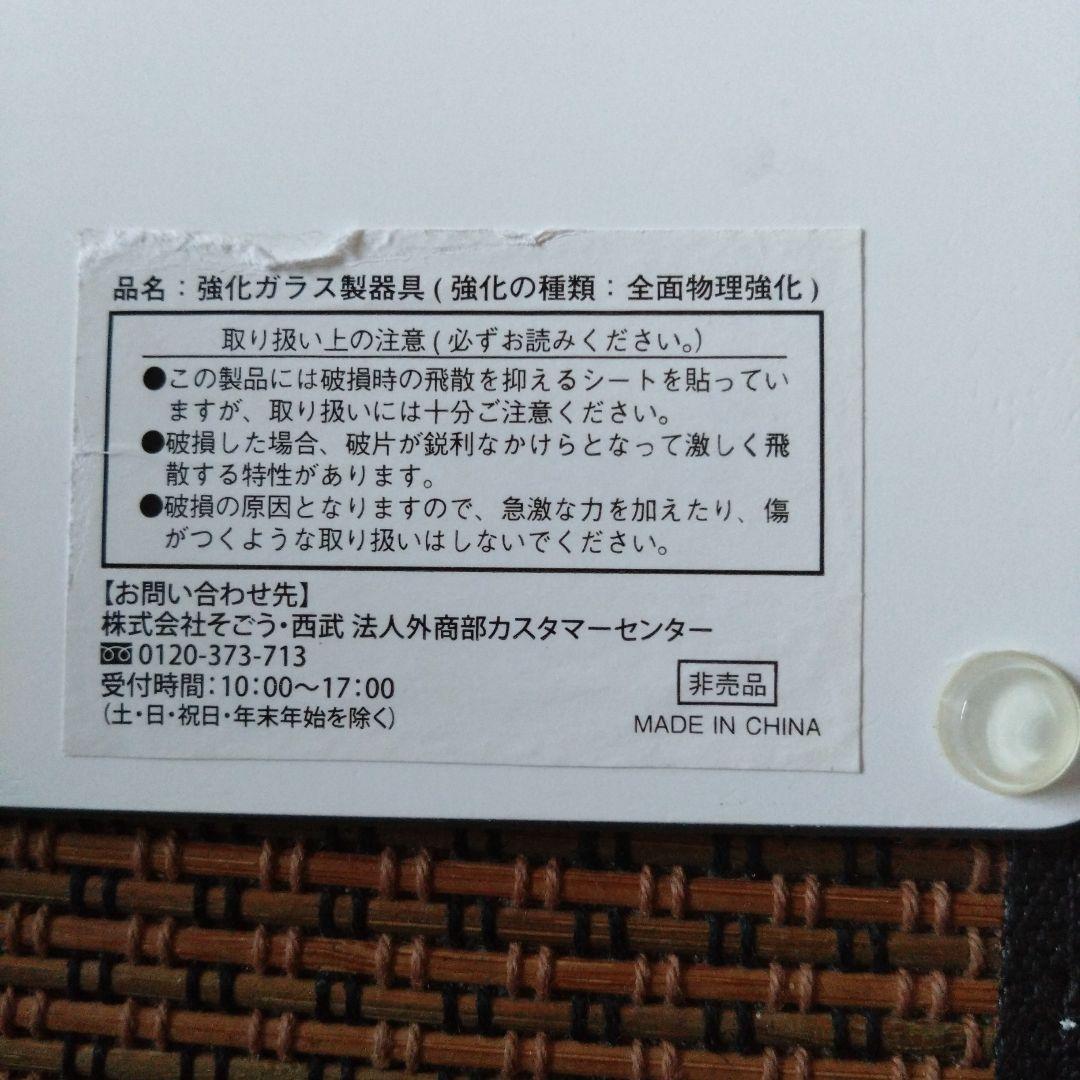 品名：強化ガラス製器具(強化の種類：全面物理強化)
取り扱い上の注意(必ずお読みください。)
●この製品には破損時の飛散を抑えるシートを貼ってい
ますが、取り扱いには十分ご注意ください。
●破損した場合、破片が鋭利なかけらとなって激しく飛
散する特性があります。
●破損の原因となりますので、急激な力を加えたり、傷
がつくような取り扱いはしないでください。
【お問い合わせ先】
株式会社そごう・西武 法人外商部カスタマーセンター
0120-373-713
受付時間：10：00〜17：00
(土・日・祝日・年末年始を除く)
非売品
MADE IN CHINA